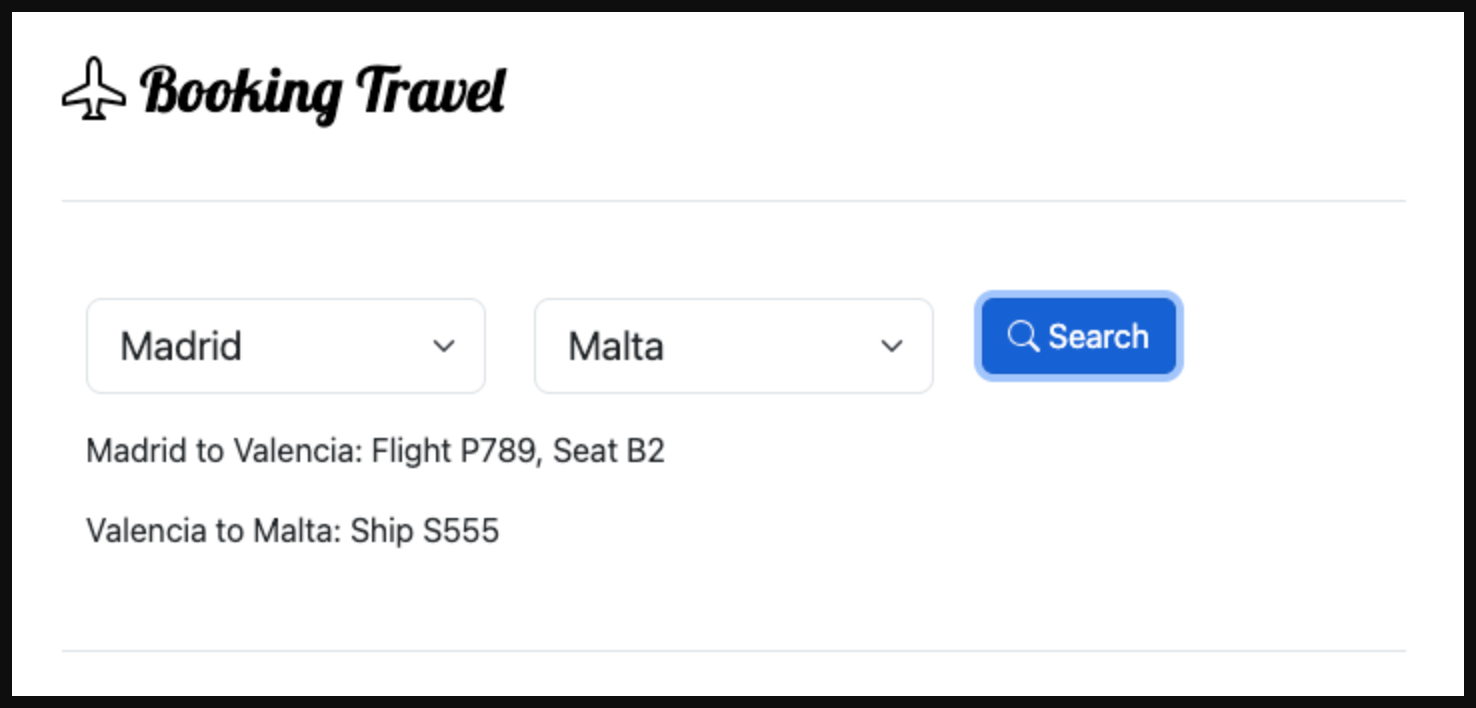 Booking Travel
Madrid Malta Search
Madrid to Valencia: Flight P789, Seat B2
Valencia to Malta: Ship S555